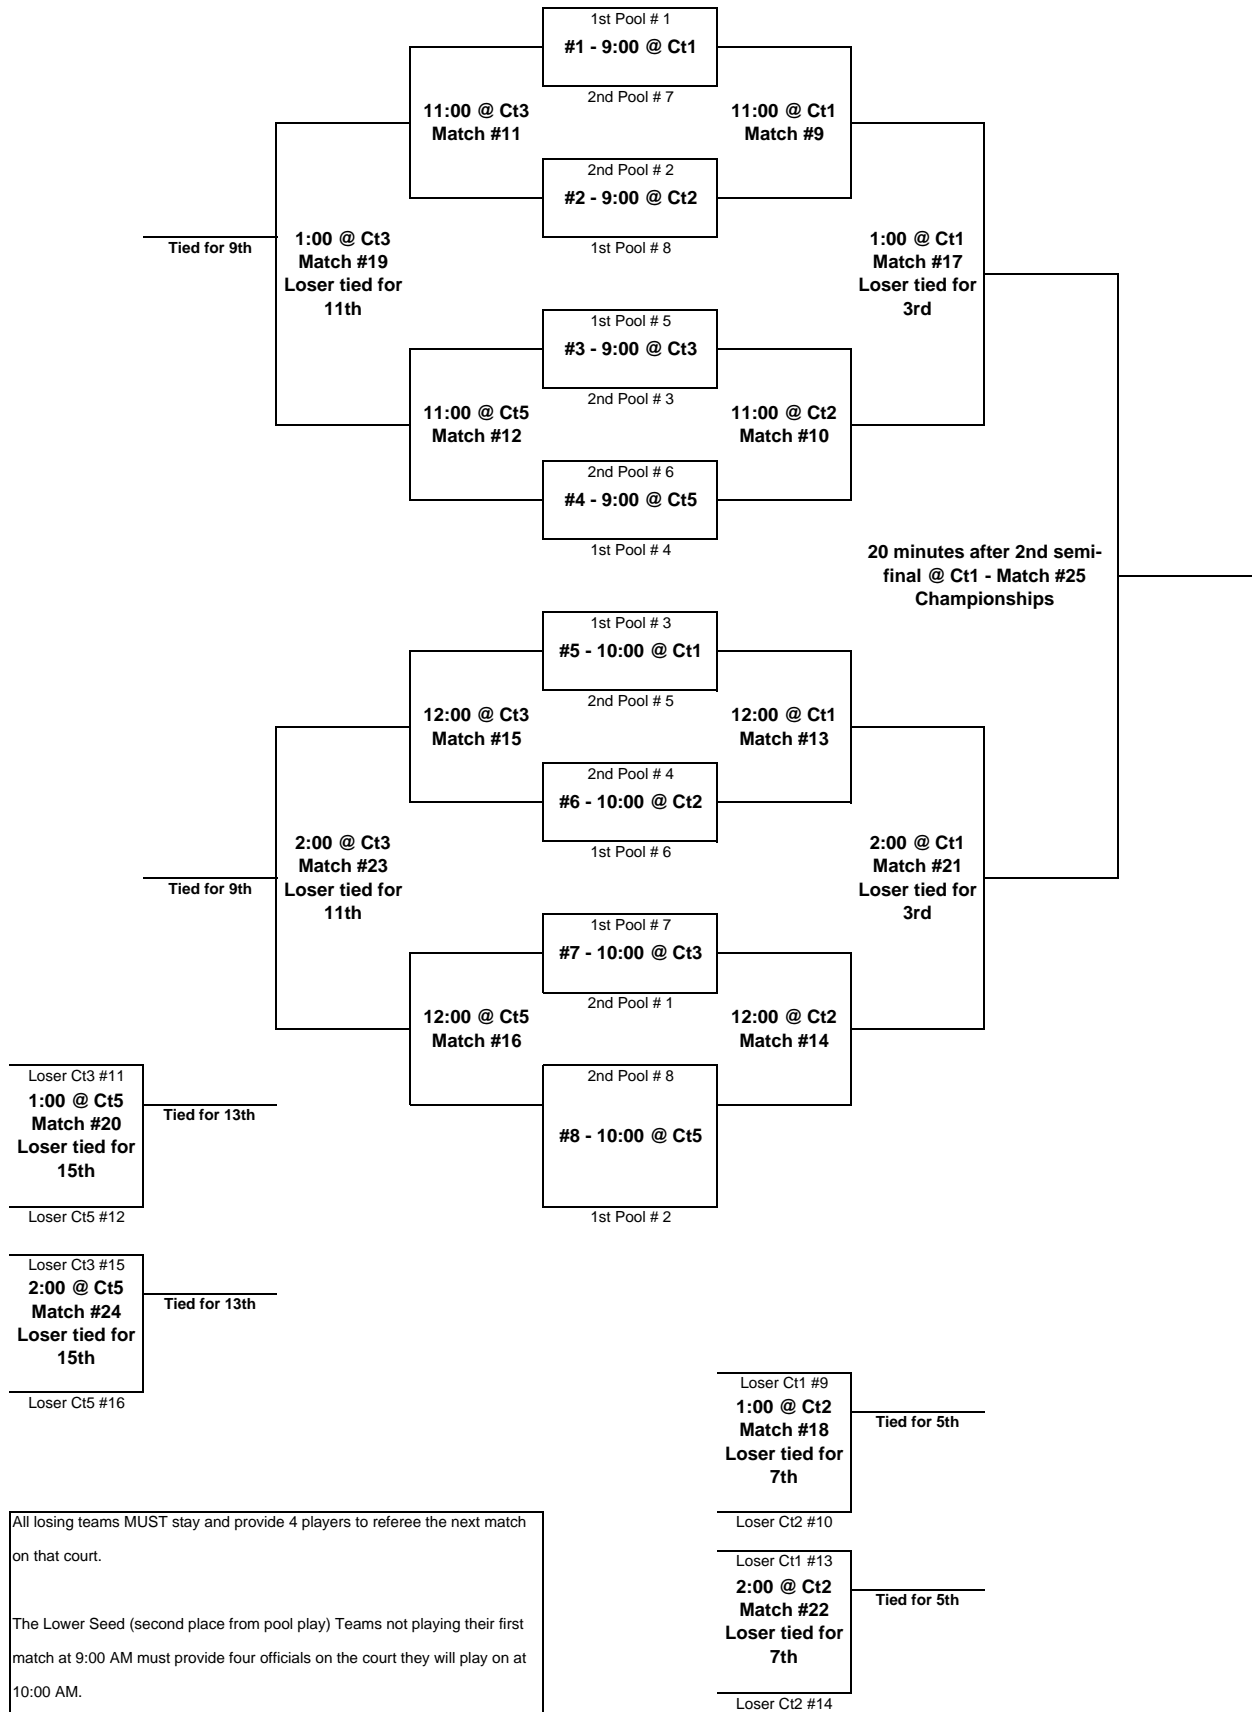 1st Pool # 1
#1 - 9:00 @ Ct1
2nd Pool # 7
11:00 @ Ct3
Match #11
11:00 @ Ct1
Match #9
2nd Pool # 2
#2 - 9:00 @ Ct2
1st Pool # 8
Tied for 9th
1:00 @ Ct3
Match #19
Loser tied for
11th
1:00 @ Ct1
Match #17
Loser tied for
3rd
1st Pool # 5
#3 - 9:00 @ Ct3
2nd Pool # 3
11:00 @ Ct5
Match #12
11:00 @ Ct2
Match #10
2nd Pool # 6
#4 - 9:00 @ Ct5
1st Pool # 4
20 minutes after 2nd semi-
final @ Ct1 - Match #25
Championships
1st Pool # 3
#5 - 10:00 @ Ct1
2nd Pool # 5
12:00 @ Ct3
Match #15
12:00 @ Ct1
Match #13
2nd Pool # 4
#6 - 10:00 @ Ct2
1st Pool # 6
Tied for 9th
2:00 @ Ct3
Match #23
Loser tied for
11th
2:00 @ Ct1
Match #21
Loser tied for
3rd
1st Pool # 7
#7 - 10:00 @ Ct3
2nd Pool # 1
12:00 @ Ct5
Match #16
12:00 @ Ct2
Match #14
2nd Pool # 8
#8 - 10:00 @ Ct5
1st Pool # 2
Loser Ct3 #11
1:00 @ Ct5
Match #20
Loser tied for
15th
Loser Ct5 #12
Tied for 13th
Loser Ct3 #15
2:00 @ Ct5
Match #24
Loser tied for
15th
Loser Ct5 #16
Tied for 13th
Loser Ct1 #9
1:00 @ Ct2
Match #18
Loser tied for
7th
Loser Ct2 #10
Tied for 5th
Loser Ct1 #13
2:00 @ Ct2
Match #22
Loser tied for
7th
Loser Ct2 #14
Tied for 5th
All losing teams MUST stay and provide 4 players to referee the next match
on that court.
The Lower Seed (second place from pool play) Teams not playing their first
match at 9:00 AM must provide four officials on the court they will play on at
10:00 AM.